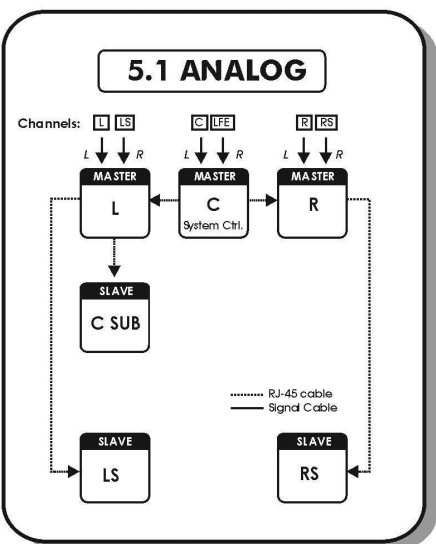 5.1 ANALOG
Channels: L LS C LFE R RS
L R L R L R
MASTER MASTER MASTER
L C R
System Ctrl.
SLAVE
C SUB
RJ-45 cable
Signal Cable
SLAVE SLAVE
LS RS